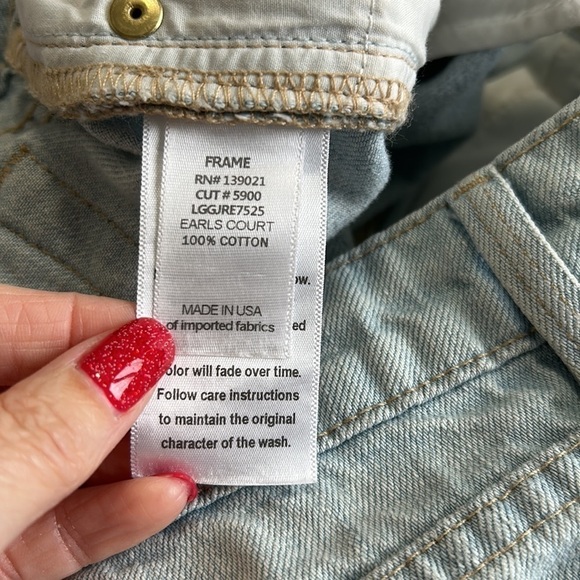 FRAME
RN# 139021
CUT # 5900
LGGJRE7525
EARLS COURT
100% COTTON
MADE IN USA
of imported fabrics
olor will fade over time.
Follow care instructions
to maintain the original
character of the wash.